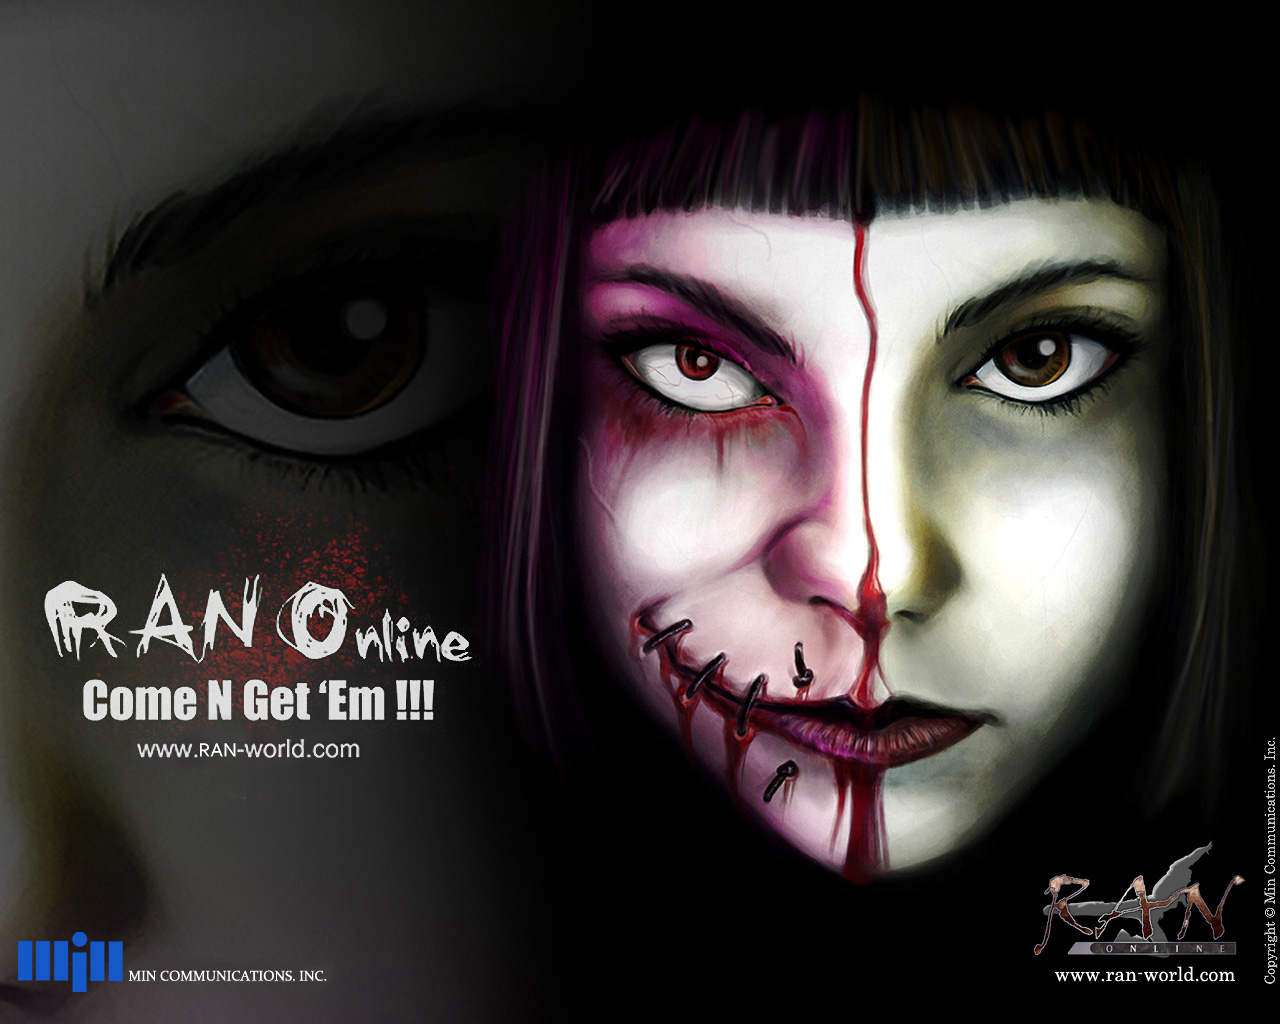 RAN Online
Come N Get ‘Em !!!
www.RAN-world.com
min MIN COMMUNICATIONS. INC.
RAN
ONLINE
www.ran-world.com
Copyright © Min Communications. Inc.